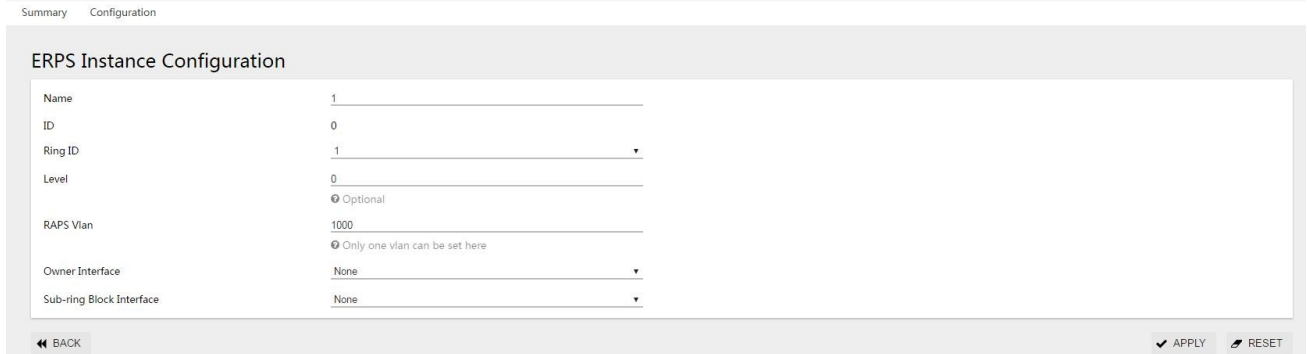 Summary Configuration
ERPS Instance Configuration
Name 1
ID 0
Ring ID 1
Level 0
Optional
RAPS Vlan 1000
Only one vlan can be set here
Owner Interface None
Sub-ring Block Interface None
BACK APPLY RESET